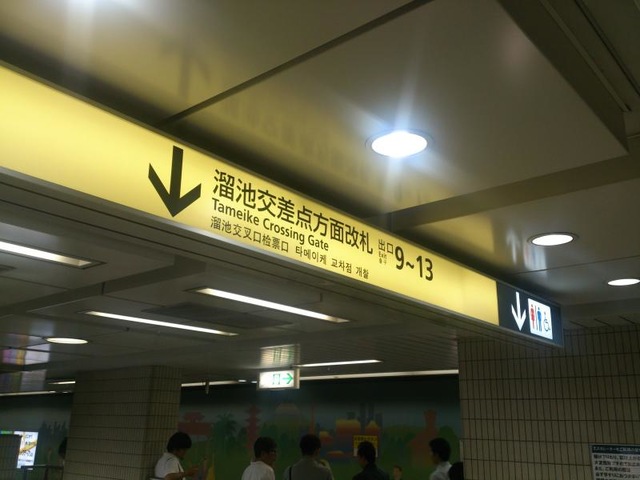 溜池交差点方面改札
Tameike Crossing Gate
溜池交叉口检票口 타메이케 교차점 개찰
出口
9~13